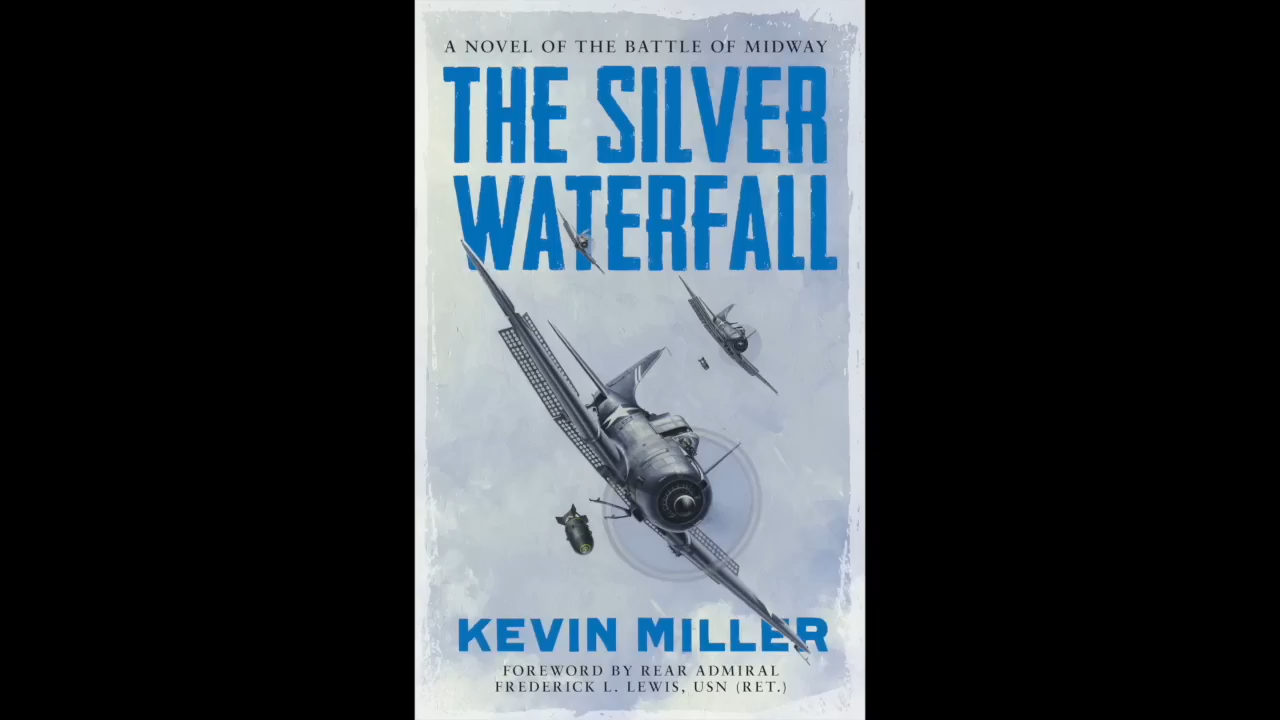 A NOVEL OF THE BATTLE OF MIDWAY
THE SILVER
WATERFALL
KEVIN MILLER
FOREWORD BY REAR ADMIRAL
FREDERICK L. LEWIS, USN (RET.)